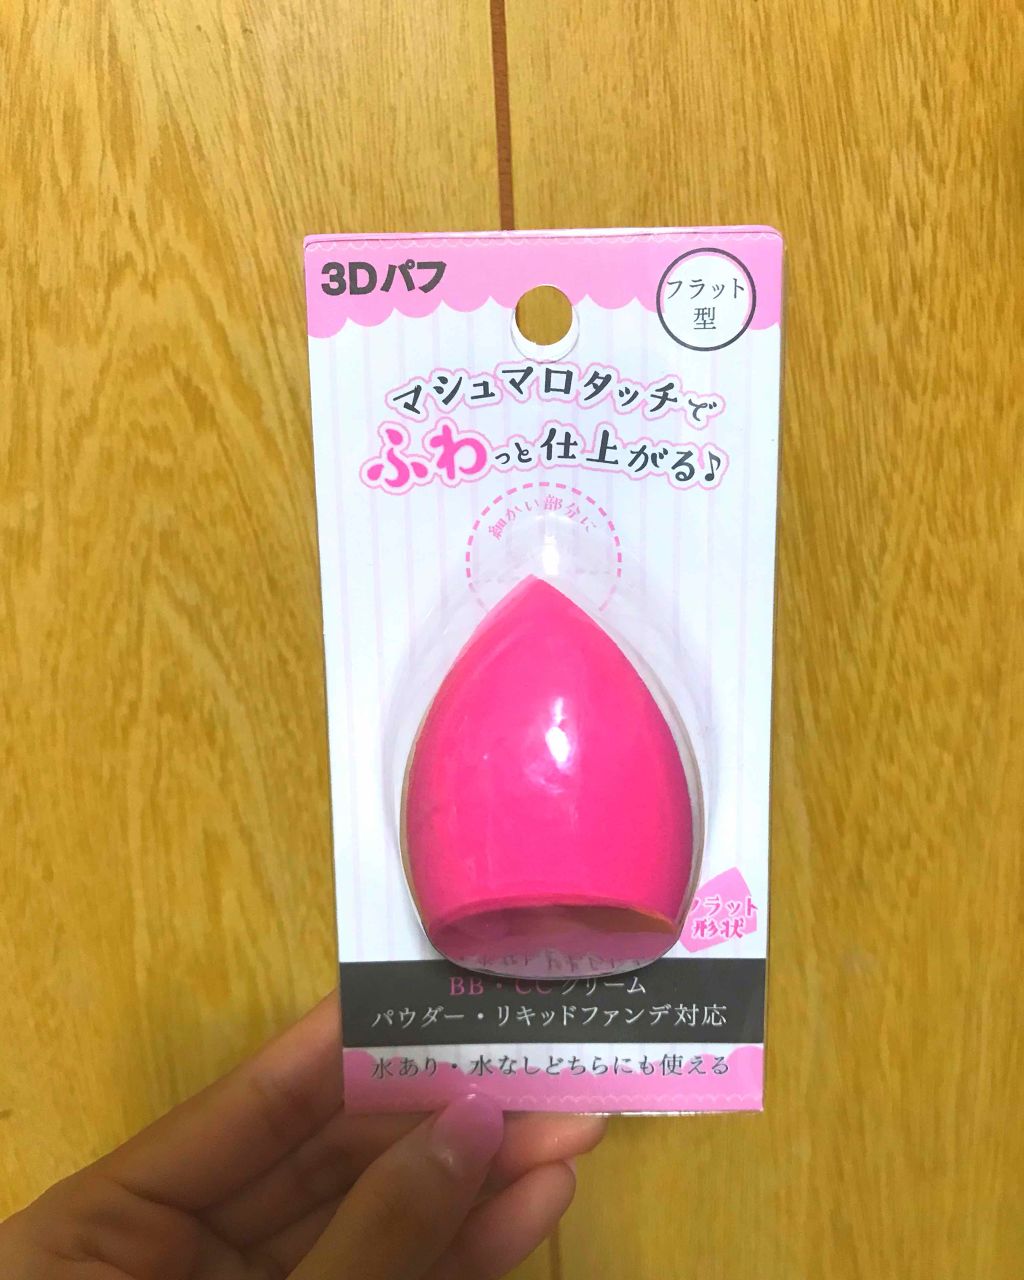 3Dパフ
フラット
型
マシュマロタッチで
ふわっと仕上がる♪
細かい部分に
フラット
形状
BB・CCクリーム
パウダー・リキッドファンデ対応
水あり・水なしどちらにも使える